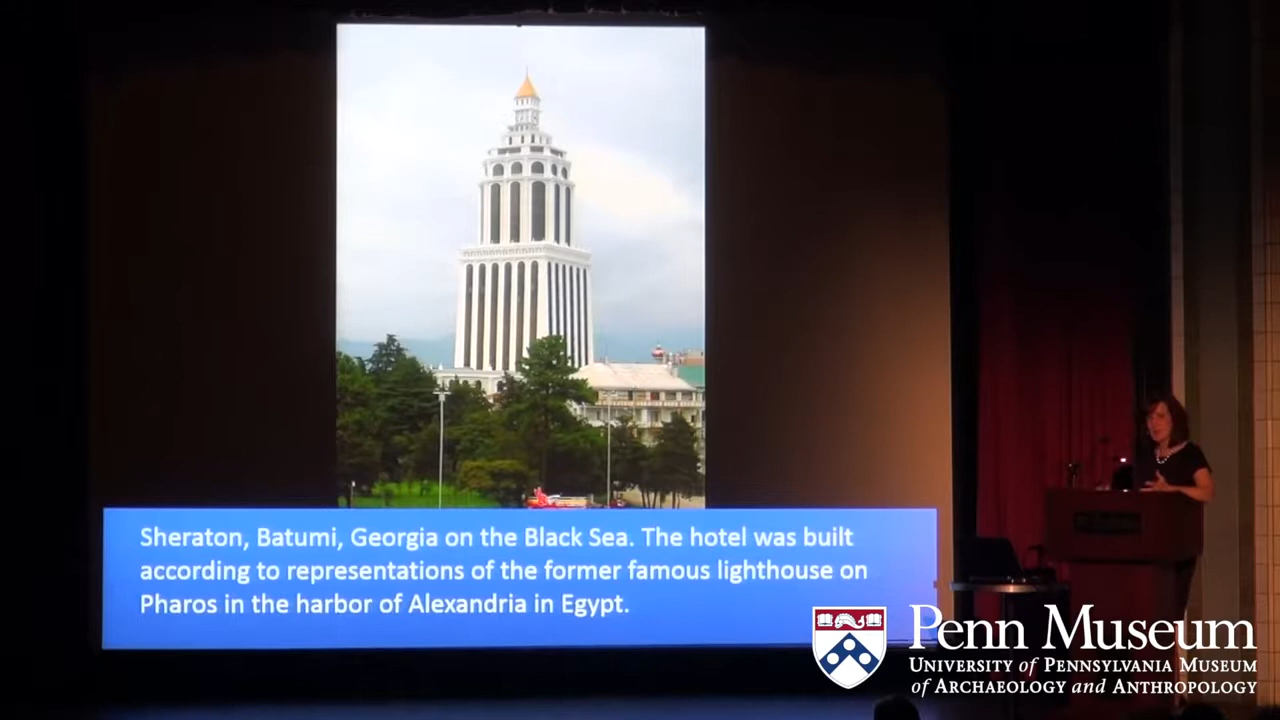 Sheraton, Batumi, Georgia on the Black Sea. The hotel was built
according to representations of the former famous lighthouse on
Pharos in the harbor of Alexandria in Egypt.
Penn Museum
University of Pennsylvania Museum
of Archaeology and Anthropology